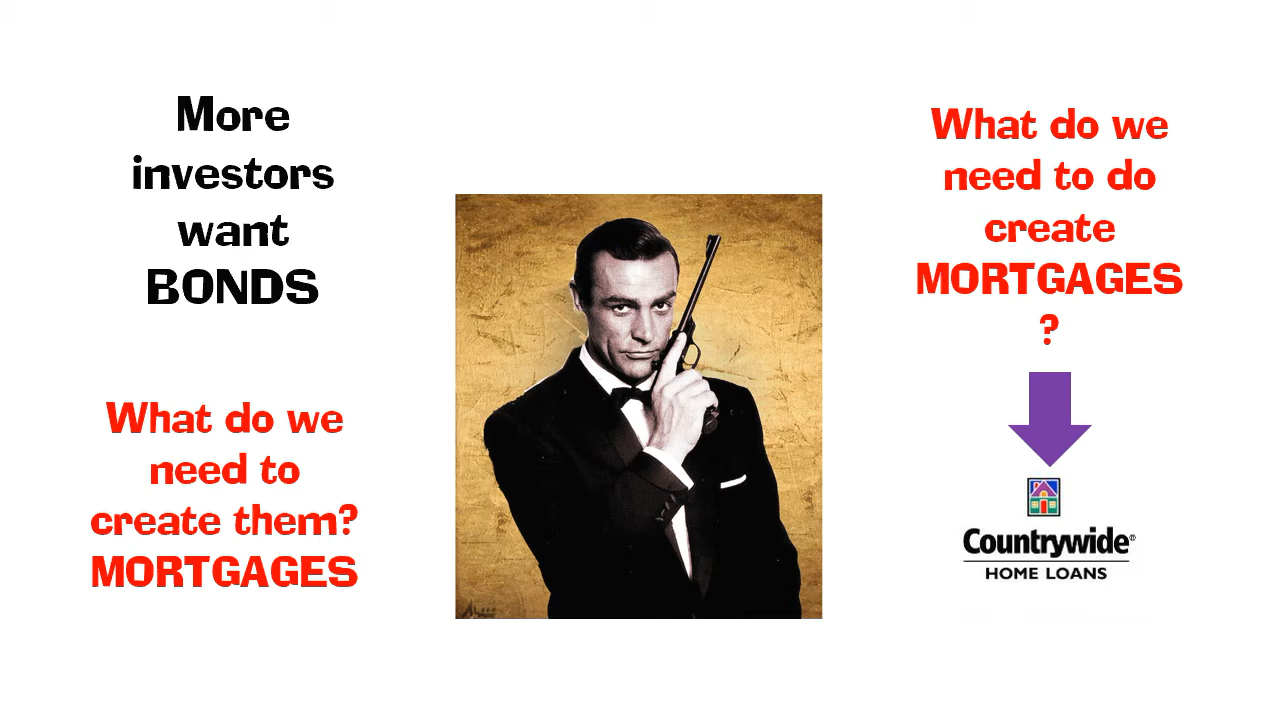 More
investors
want
BONDS
What do we
need to
create them?
MORTGAGES
What do we
need to do
create
MORTGAGES
?
Countrywide®
HOME LOANS